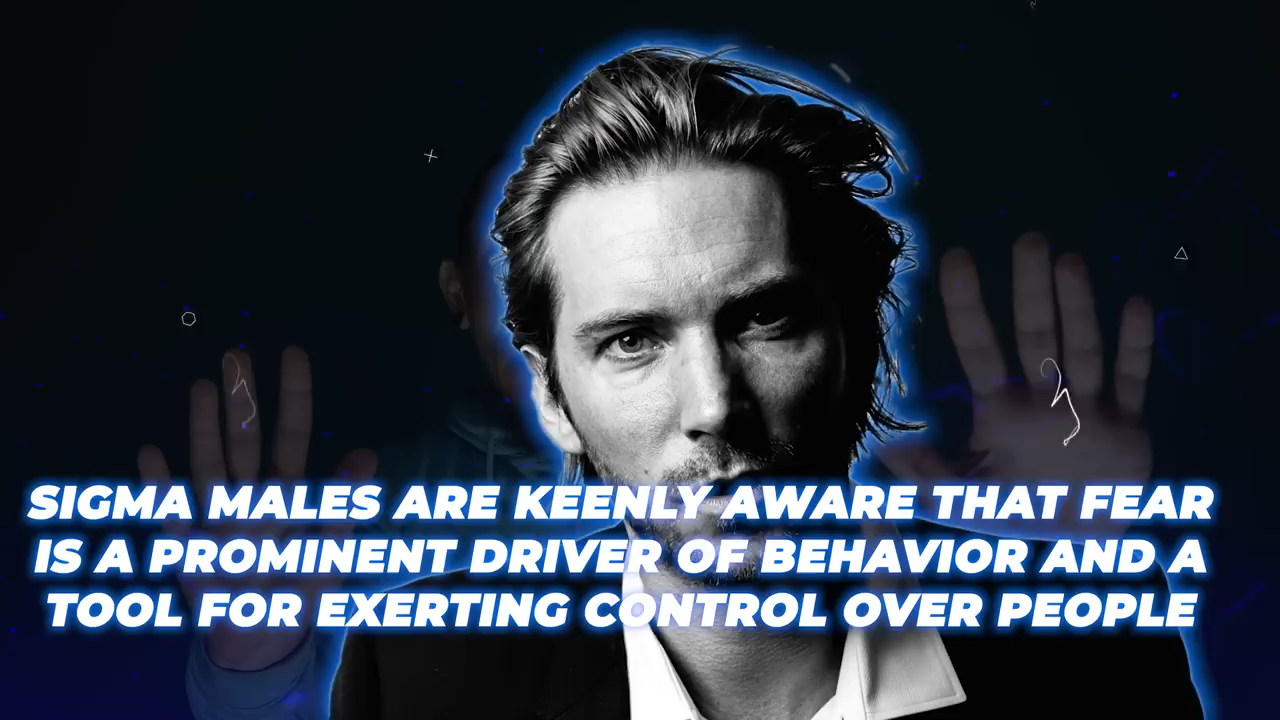 SIGMA MALES ARE KEENLY AWARE THAT FEAR
IS A PROMINENT DRIVER OF BEHAVIOR AND A
TOOL FOR EXERTING CONTROL OVER PEOPLE